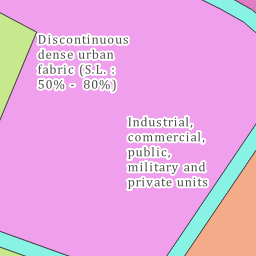 Discontinuous
dense urban
fabric (S.L. :
50% - 80%)
Industrial,
commercial,
public,
military and
private units